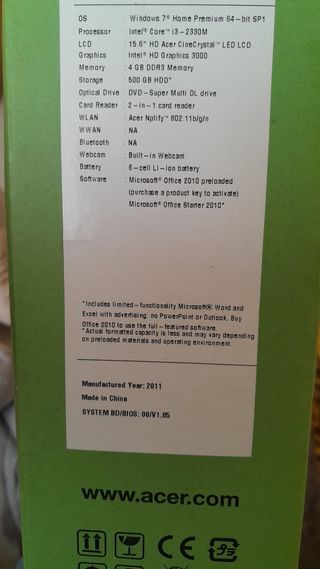 OS : Windows 7® Home Premium 64-bit SP1
Processor : Intel® Core™ i3-2330M
LCD : 15.6" HD Acer CineCrystal™ LED LCD
Graphics : Intel® HD Graphics 3000
Memory : 4 GB DDR3 Memory
Storage : 500 GB HDD*
Optical Drive : DVD-Super Multi DL drive
Card Reader : 2-in-1 card reader
WLAN : Acer Nplify™ 802.11b/g/n
WWAN : NA
Bluetooth : NA
Webcam : Built-in Webcam
Battery : 6-cell Li-ion battery
Software : Microsoft® Office 2010 preloaded
(purchase a product key to activate)
Microsoft® Office Starter 2010*
*Includes limited-functionality Microsoft® Word and
Excel with advertising; no PowerPoint or Outlook. Buy
Office 2010 to use the full-featured software.
*Actual formatted capacity is less and may vary depending
on preloaded materials and operating environment.
Manufactured Year: 2011
Made in China
SYSTEM BD/BIOS: 00/V1.05
www.acer.com
CE